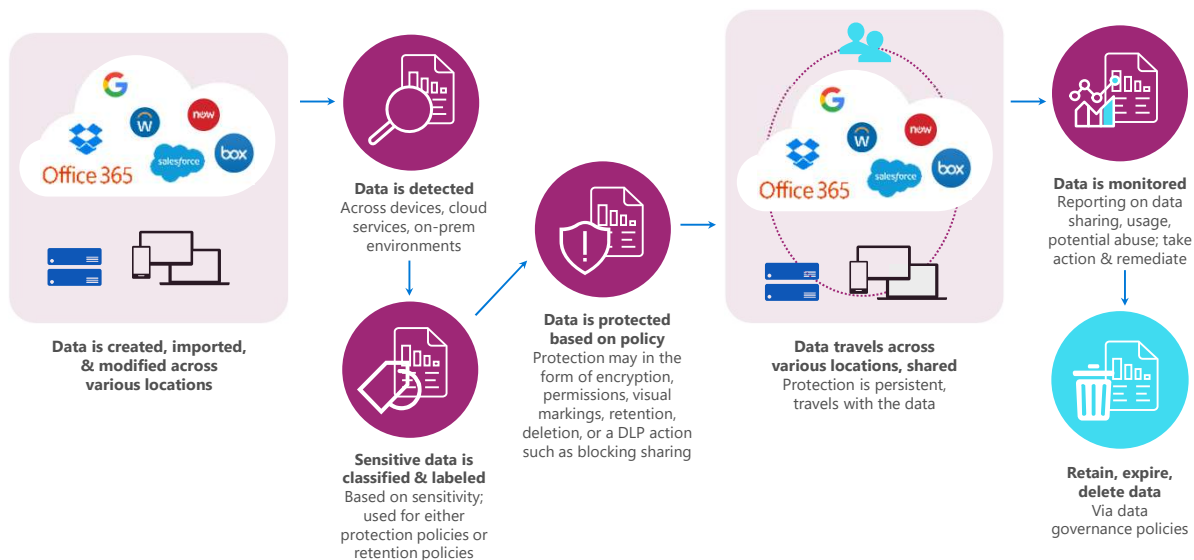 G
W
now
salesforce
box
Office 365
Data is created, imported,
& modified across
various locations
Data is detected
Across devices, cloud
services, on-prem
environments
Sensitive data is
classified & labeled
Based on sensitivity;
used for either
protection policies or
retention policies
!
Data is protected
based on policy
Protection may in the
form of encryption,
permissions, visual
markings, retention,
deletion, or a DLP action
such as blocking sharing
G
W
now
salesforce
box
Office 365
Data travels across
various locations, shared
Protection is persistent,
travels with the data
Data is monitored
Reporting on data
sharing, usage,
potential abuse; take
action & remediate
Retain, expire,
delete data
Via data
governance policies